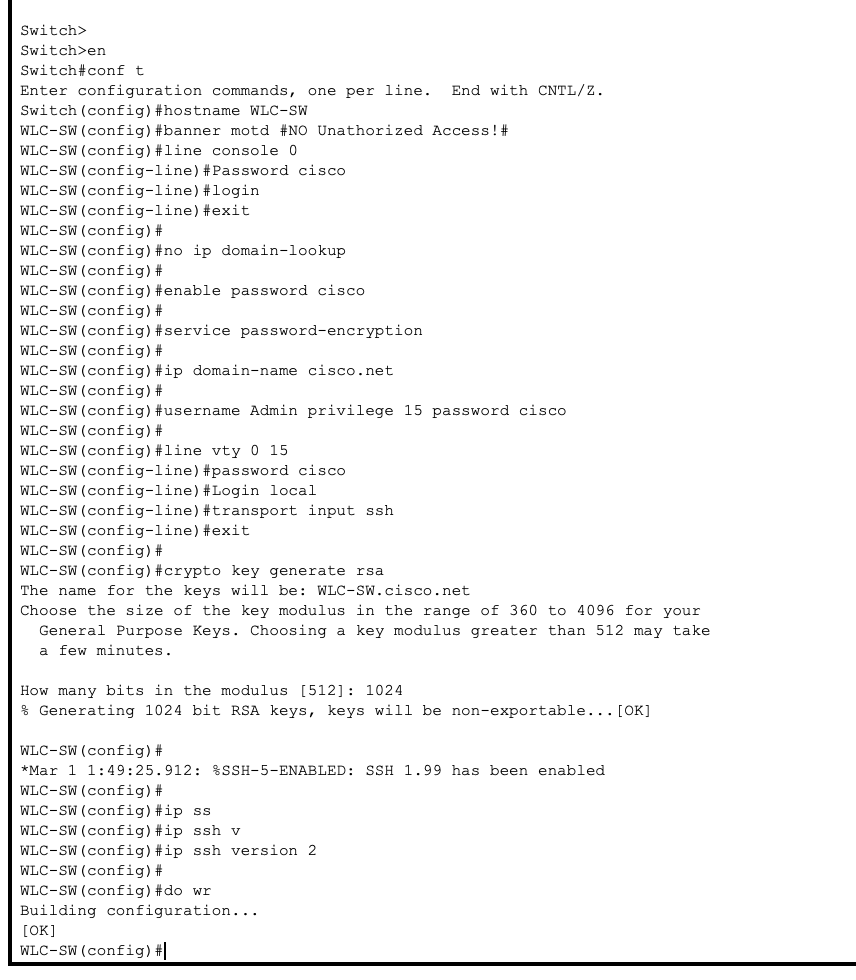 Switch>
Switch>en
Switch#conf t
Enter configuration commands, one per line.  End with CNTL/Z.
Switch(config)#hostname WLC-SW
WLC-SW(config)#banner motd #NO Unathorized Access!#
WLC-SW(config)#line console 0
WLC-SW(config-line)#Password cisco
WLC-SW(config-line)#login
WLC-SW(config-line)#exit
WLC-SW(config)#
WLC-SW(config)#no ip domain-lookup
WLC-SW(config)#
WLC-SW(config)#enable password cisco
WLC-SW(config)#
WLC-SW(config)#service password-encryption
WLC-SW(config)#
WLC-SW(config)#ip domain-name cisco.net
WLC-SW(config)#
WLC-SW(config)#username Admin privilege 15 password cisco
WLC-SW(config)#
WLC-SW(config)#line vty 0 15
WLC-SW(config-line)#password cisco
WLC-SW(config-line)#Login local
WLC-SW(config-line)#transport input ssh
WLC-SW(config-line)#exit
WLC-SW(config)#
WLC-SW(config)#crypto key generate rsa
The name for the keys will be: WLC-SW.cisco.net
Choose the size of the key modulus in the range of 360 to 4096 for your
  General Purpose Keys. Choosing a key modulus greater than 512 may take
  a few minutes.

How many bits in the modulus [512]: 1024
% Generating 1024 bit RSA keys, keys will be non-exportable...[OK]

WLC-SW(config)#
*Mar 1 1:49:25.912: %SSH-5-ENABLED: SSH 1.99 has been enabled
WLC-SW(config)#
WLC-SW(config)#ip ss
WLC-SW(config)#ip ssh v
WLC-SW(config)#ip ssh version 2
WLC-SW(config)#
WLC-SW(config)#do wr
Building configuration...
[OK]
WLC-SW(config)#